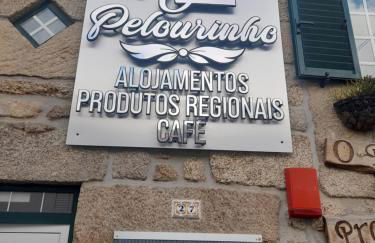 O
Pelourinho
ALOJAMENTOS
PRODUTOS REGIONAIS
CAFÉ
27
O